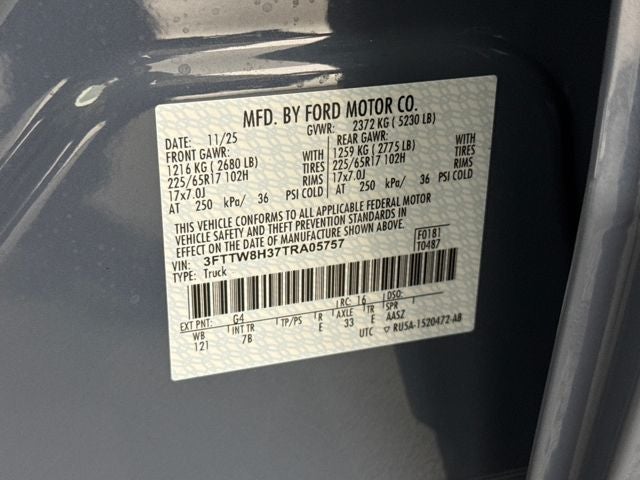 MFD. BY FORD MOTOR CO.
DATE: 11/25 GVWR: 2372 KG ( 5230 LB)
FRONT GAWR: REAR GAWR:
1216 KG ( 2680 LB) WITH 1259 KG ( 2775 LB) WITH
225/65R17 102H TIRES 225/65R17 102H TIRES
17x7.0J RIMS 17x7.0J RIMS
AT 250 kPa/ 36 PSI COLD AT 250 kPa/ 36 PSI COLD
THIS VEHICLE CONFORMS TO ALL APPLICABLE FEDERAL MOTOR
VEHICLE SAFETY AND THEFT PREVENTION STANDARDS IN
EFFECT ON THE DATE OF MANUFACTURE SHOWN ABOVE.
VIN: 3FTTW8H37TRA05757 F0181
TYPE: Truck T0487
EXT PNT: G4 RC: 16 DSO:
WB INT TR TP/PS R AXLE TR SPR
121 7B E 33 E AASZ
UTC ▽ RU5A-1520472-AB